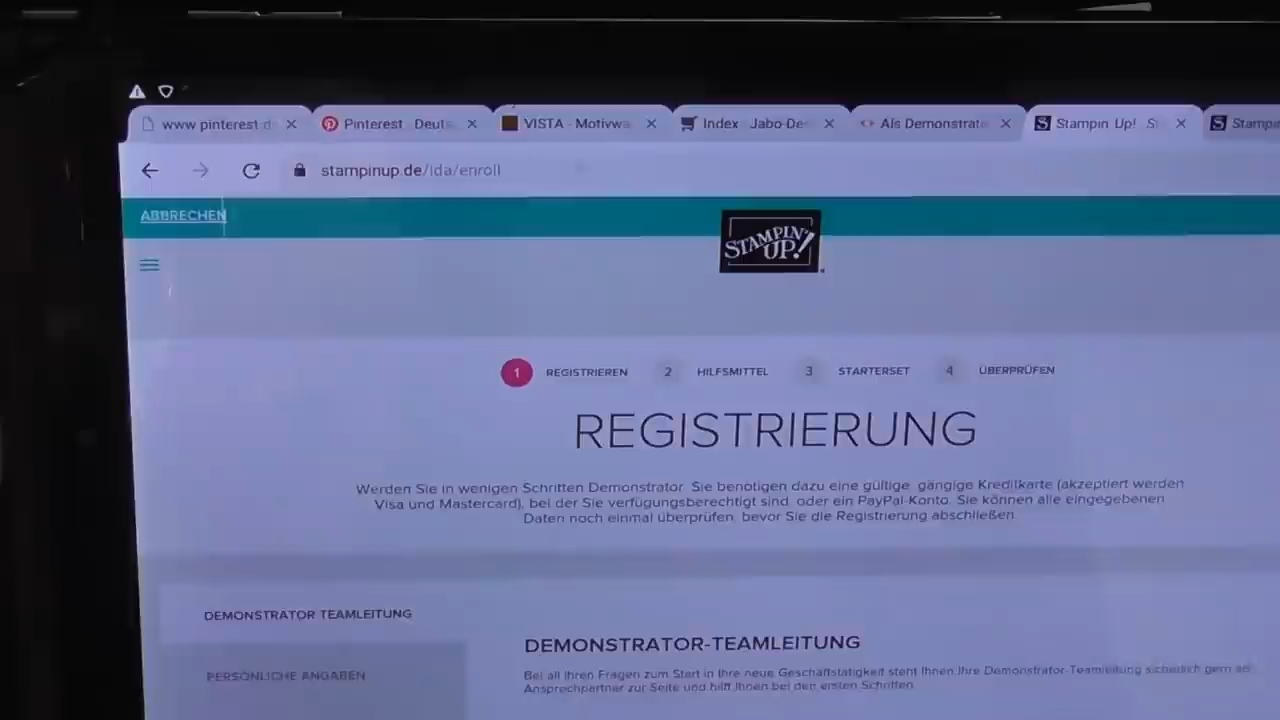 www.pinterest.d
Pinterest - Deuts
VISTA - Motivwa
Index - Jabo-De
Als Demonstrat
Stampin' Up! S
Stampi
stampinup.de/ida/enroll
ABBRECHEN
STAMPIN' UP!
1 REGISTRIEREN 2 HILFSMITTEL 3 STARTERSET 4 ÜBERPRÜFEN
REGISTRIERUNG
Werden Sie in wenigen Schritten Demonstrator. Sie benötigen dazu eine gültige, gängige Kreditkarte (akzeptiert werden
Visa und Mastercard), bei der Sie verfügungsberechtigt sind, oder ein PayPal-Konto. Sie können alle eingegebenen
Daten noch einmal überprüfen, bevor Sie die Registrierung abschließen.
DEMONSTRATOR TEAMLEITUNG
PERSÖNLICHE ANGABEN
DEMONSTRATOR-TEAMLEITUNG
Bei all Ihren Fragen zum Start in Ihre neue Geschäftstätigkeit steht Ihnen Ihre Demonstrator-Teamleitung sicherlich gern als
Ansprechpartner zur Seite und hilft Ihnen bei den ersten Schritten.